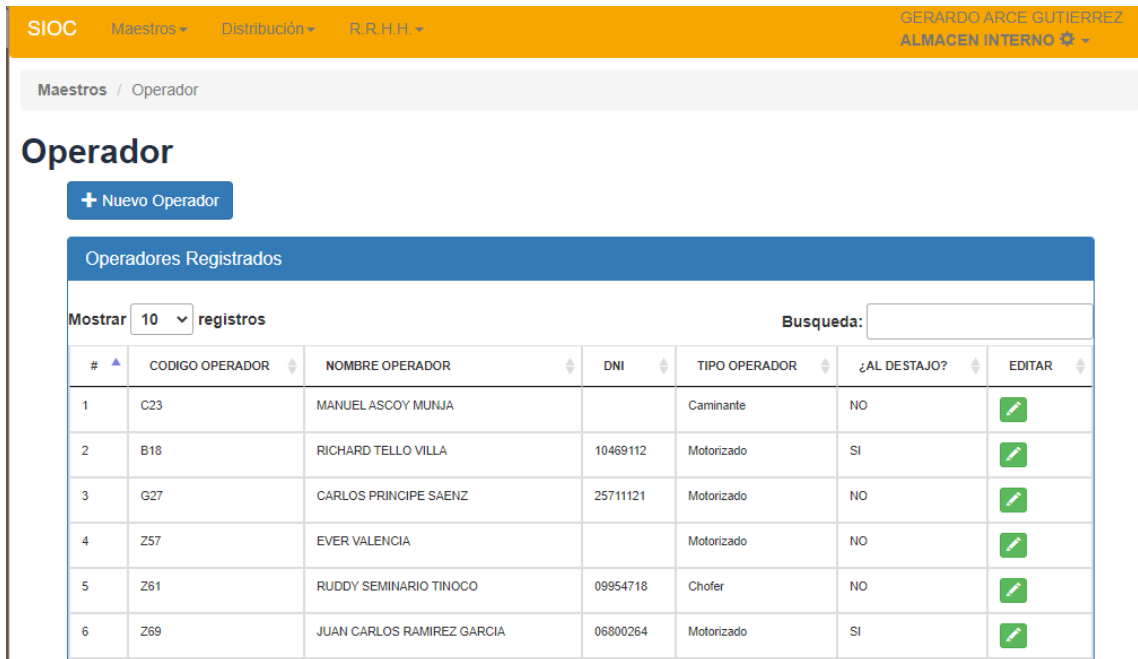 SIOC Maestros Distribución R.R.H.H. GERARDO ARCE GUTIERREZ
ALMACEN INTERNO
Maestros / Operador
Operador
+ Nuevo Operador
Operadores Registrados
Mostrar 10 registros Busqueda:
# CODIGO OPERADOR NOMBRE OPERADOR DNI TIPO OPERADOR ¿AL DESTAJO? EDITAR
1 C23 MANUEL ASCOY MUNJA Caminante NO
2 B18 RICHARD TELLO VILLA 10469112 Motorizado SI
3 G27 CARLOS PRINCIPE SAENZ 25711121 Motorizado NO
4 Z57 EVER VALENCIA Motorizado NO
5 Z61 RUDDY SEMINARIO TINOCO 09954718 Chofer NO
6 Z69 JUAN CARLOS RAMIREZ GARCIA 06800264 Motorizado SI